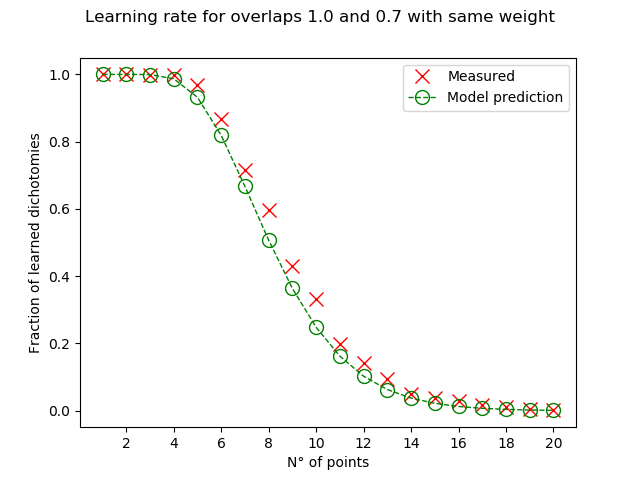 Learning rate for overlaps 1.0 and 0.7 with same weight
Measured
Model prediction
Fraction of learned dichotomies
1.0
0.8
0.6
0.4
0.2
0.0
2 4 6 8 10 12 14 16 18 20
N° of points